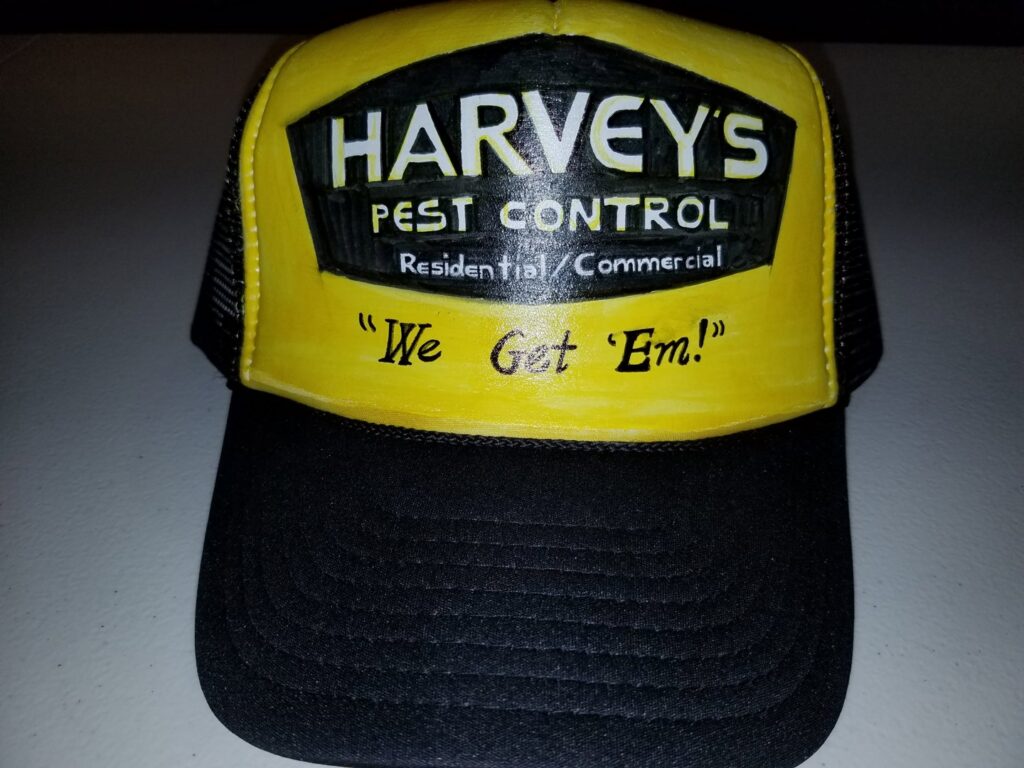 HARVEY'S
PEST CONTROL
Residential/Commercial
"We Get 'Em!"